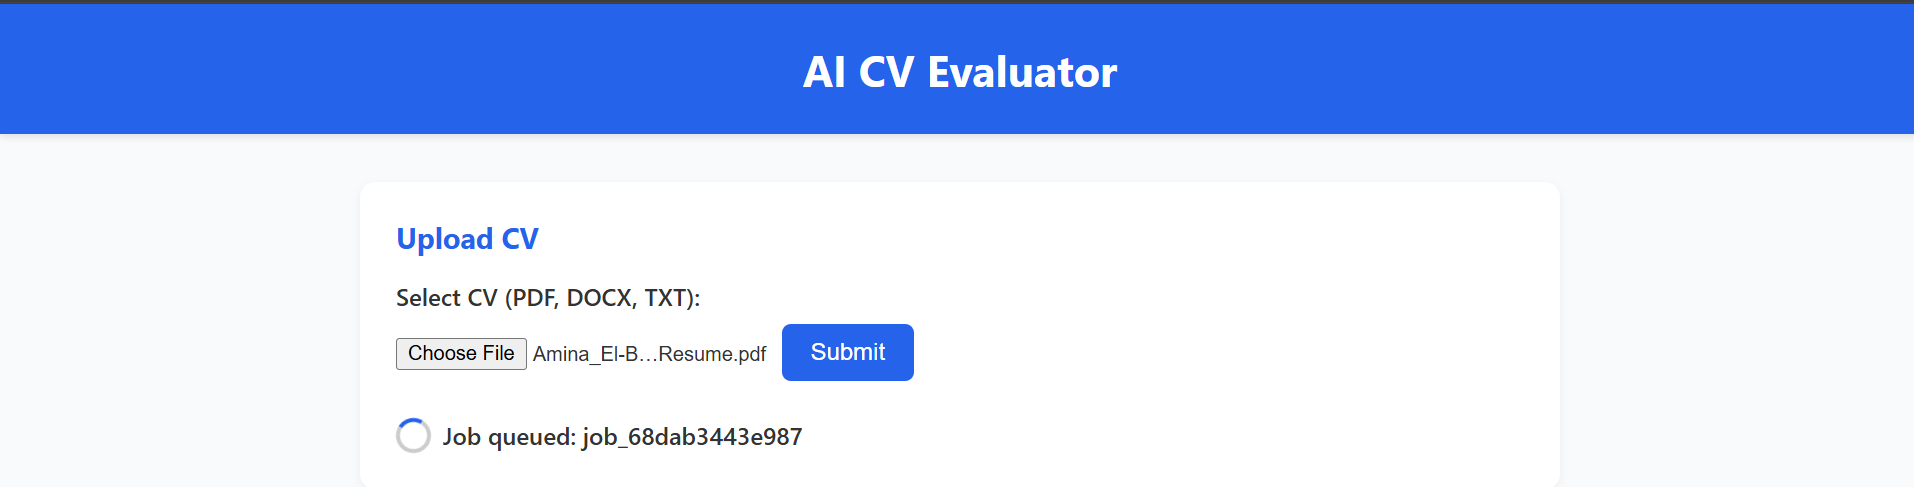 AI CV Evaluator
Upload CV
Select CV (PDF, DOCX, TXT):
Choose File Amina_El-B...Resume.pdf Submit
Job queued: job_68dab3443e987